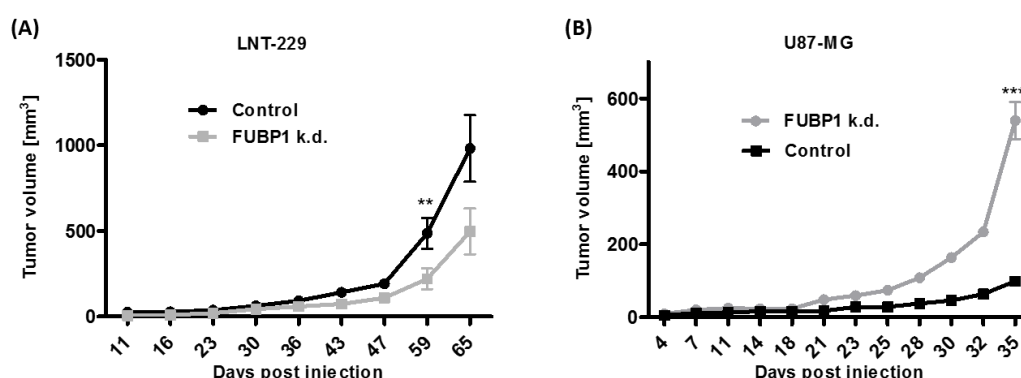 (A)
LNT-229
Tumor volume [mm³]
1500
1000
500
0
Control
FUBP1 k.d.
**
11 16 23 30 36 43 47 59 65
Days post injection
(B)
U87-MG
Tumor volume [mm³]
600
400
200
0
FUBP1 k.d.
Control
***
4 7 11 14 18 21 23 25 28 30 32 35
Days post injection